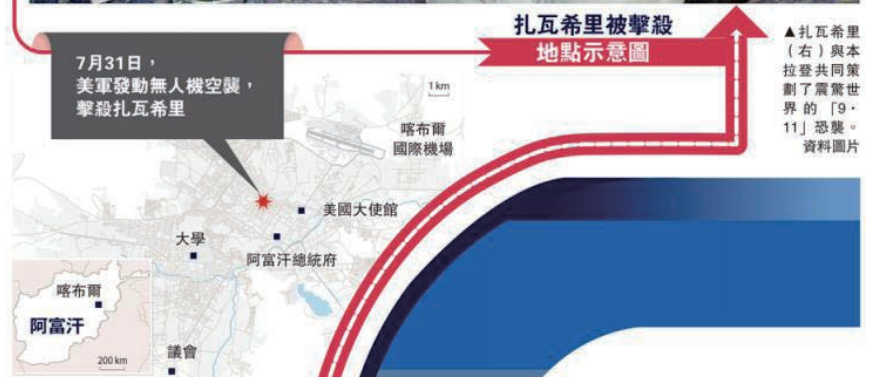 扎瓦希里被擊殺
地點示意圖
▲扎瓦希里
（右）與本
拉登共同策
劃了震驚世
界的「9·
11」恐襲。
資料圖片
7月31日，
美軍發動無人機空襲，
擊殺扎瓦希里
1 km
喀布爾
國際機場
美國大使館
大學
阿富汗總統府
喀布爾
阿富汗
200 km
議會